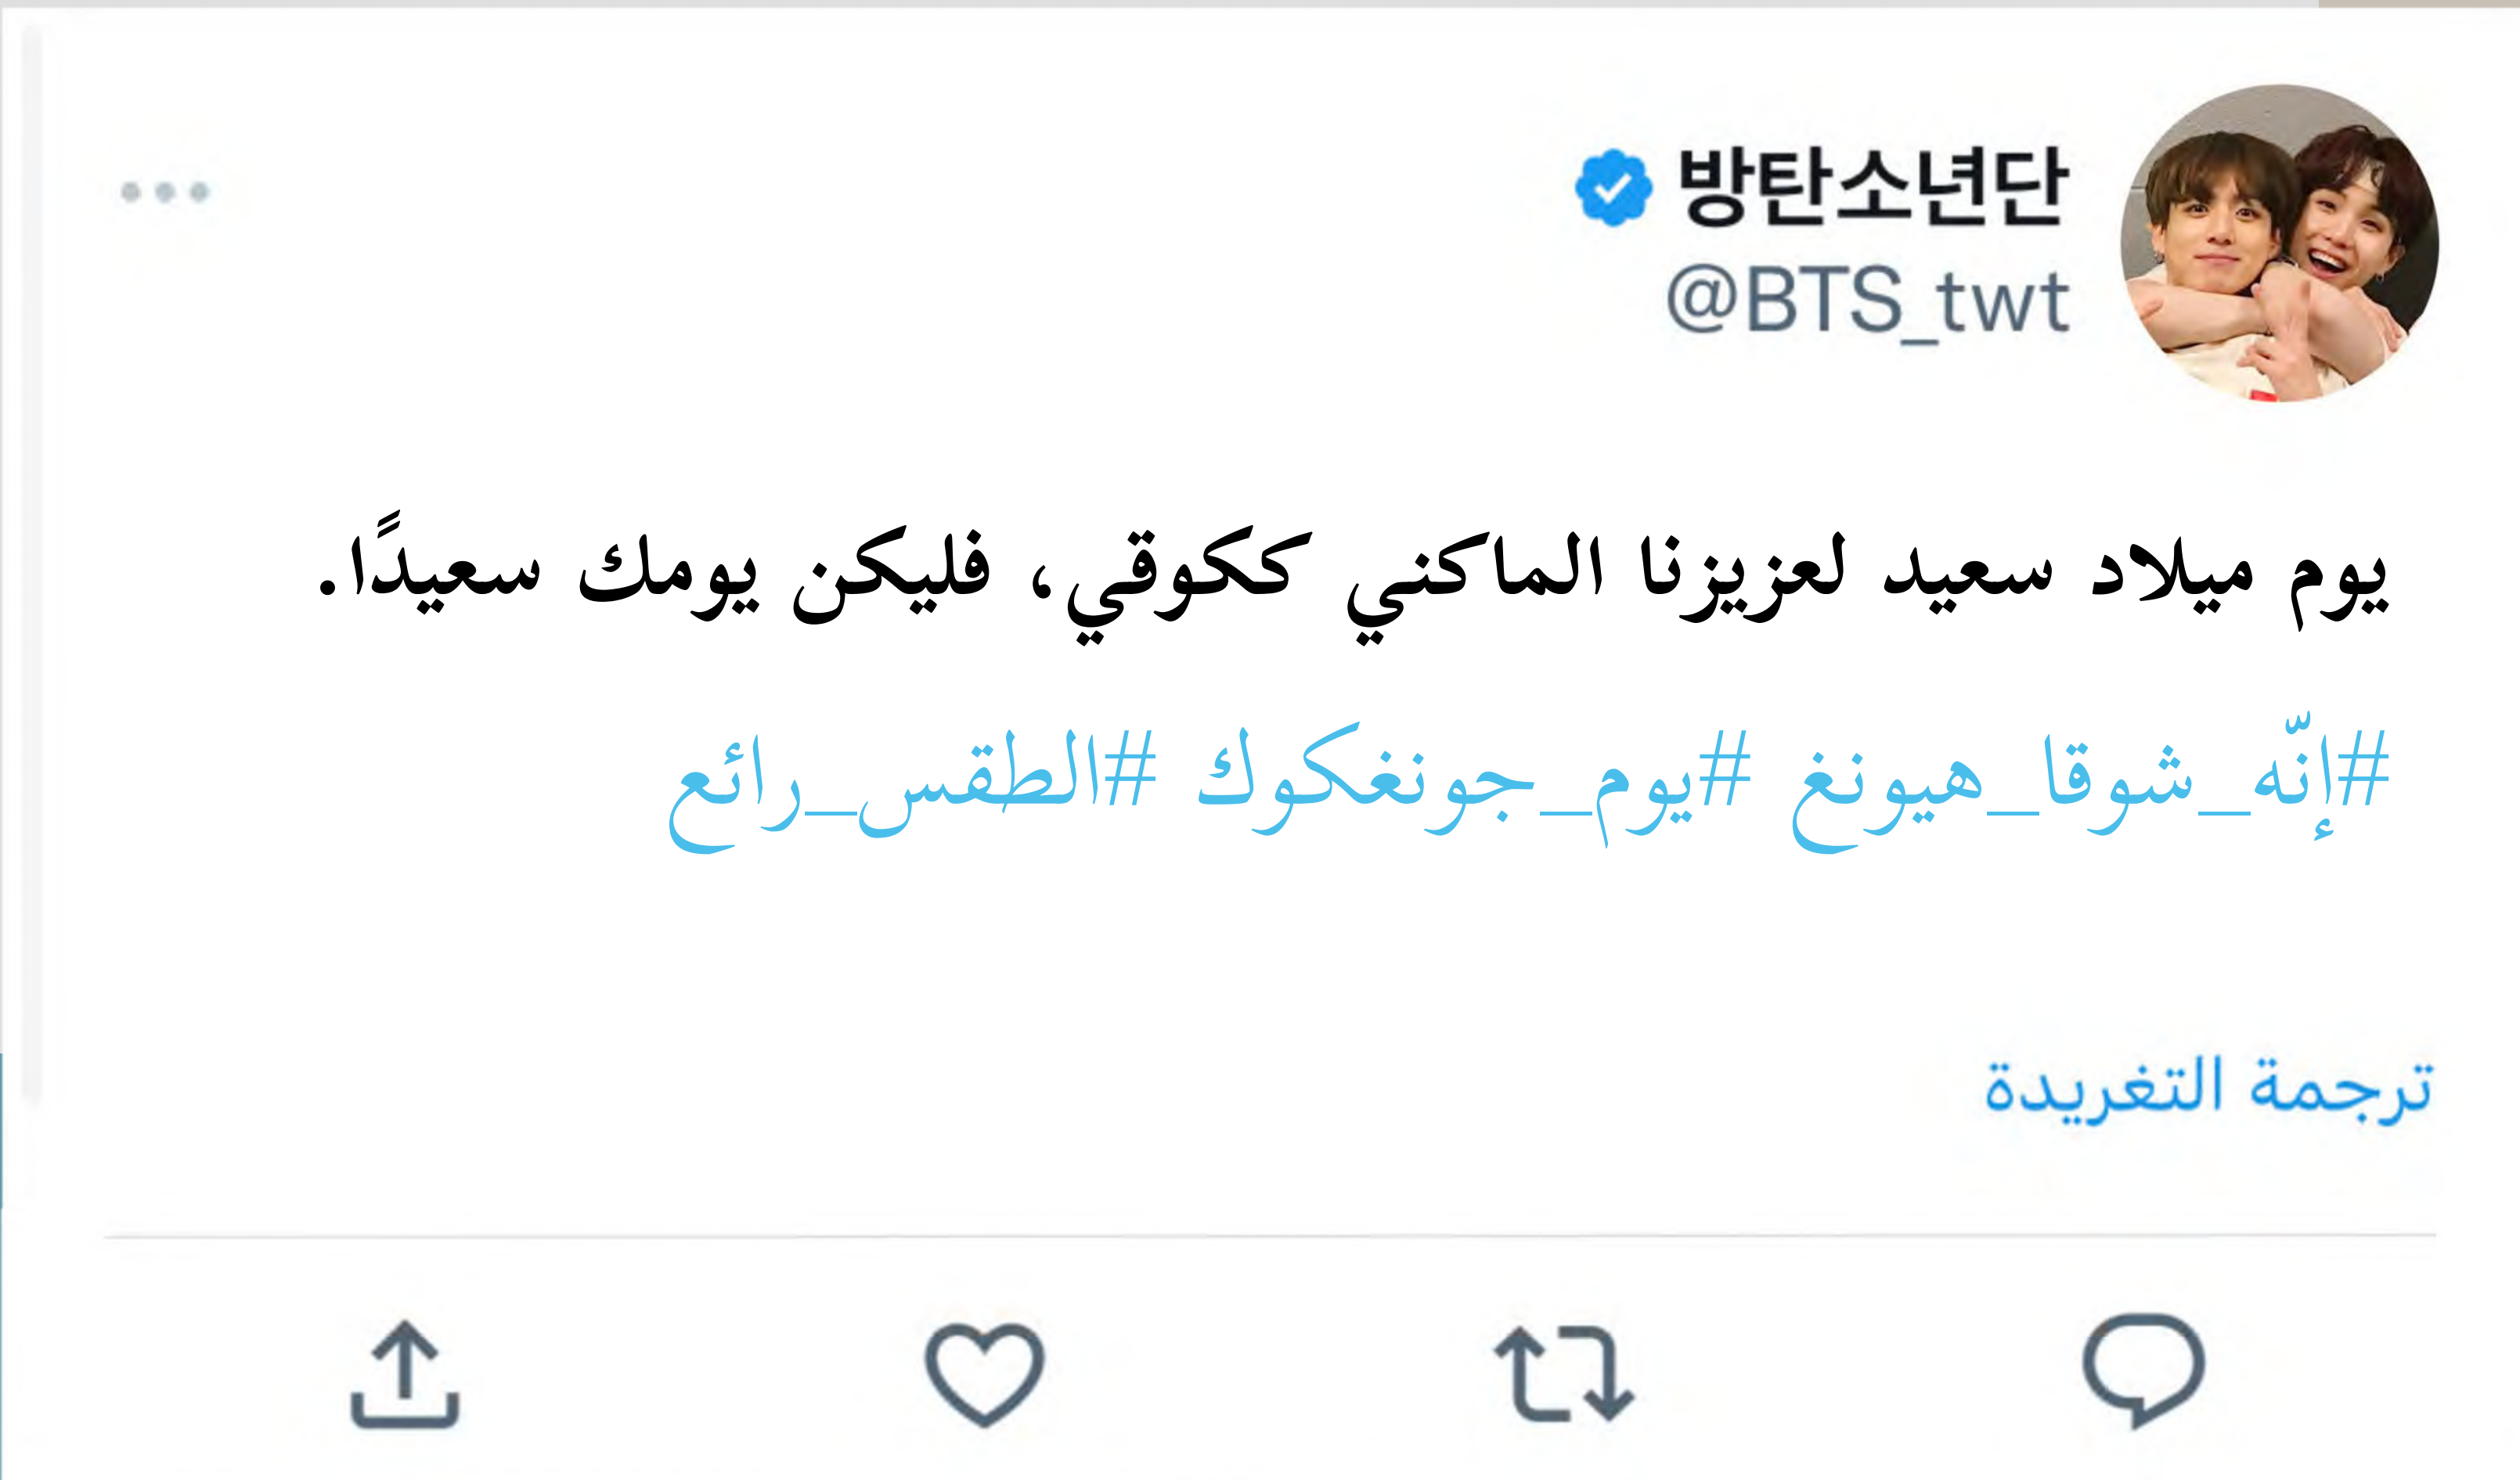 방탄소년단
@BTS_twt
يوم ميلاد سعيد لعزيزنا الماكني ككوقي، فليكن يومك سعيدًا.
#إنّه_شوقا_هيونغ #يوم_جونغكوك #الطقس_رائع
ترجمة التغريدة